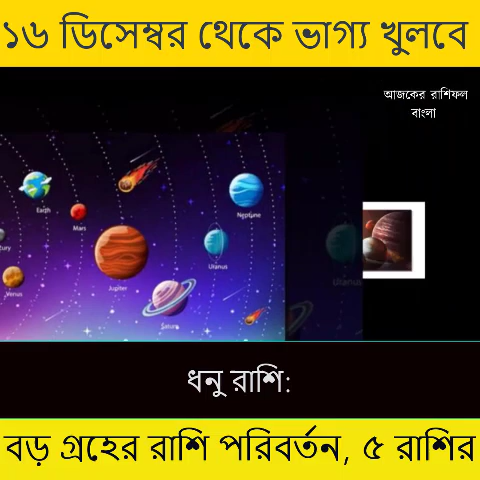 ১৬ ডিসেম্বর থেকে ভাগ্য খুলবে
আজকের রাশিফল
বাংলা
Earth
Mars
Neptune
Uranus
Uranus
Jupiter
Venus
Saturn
ধনু রাশি:
বড় গ্রহের রাশি পরিবর্তন, ৫ রাশির